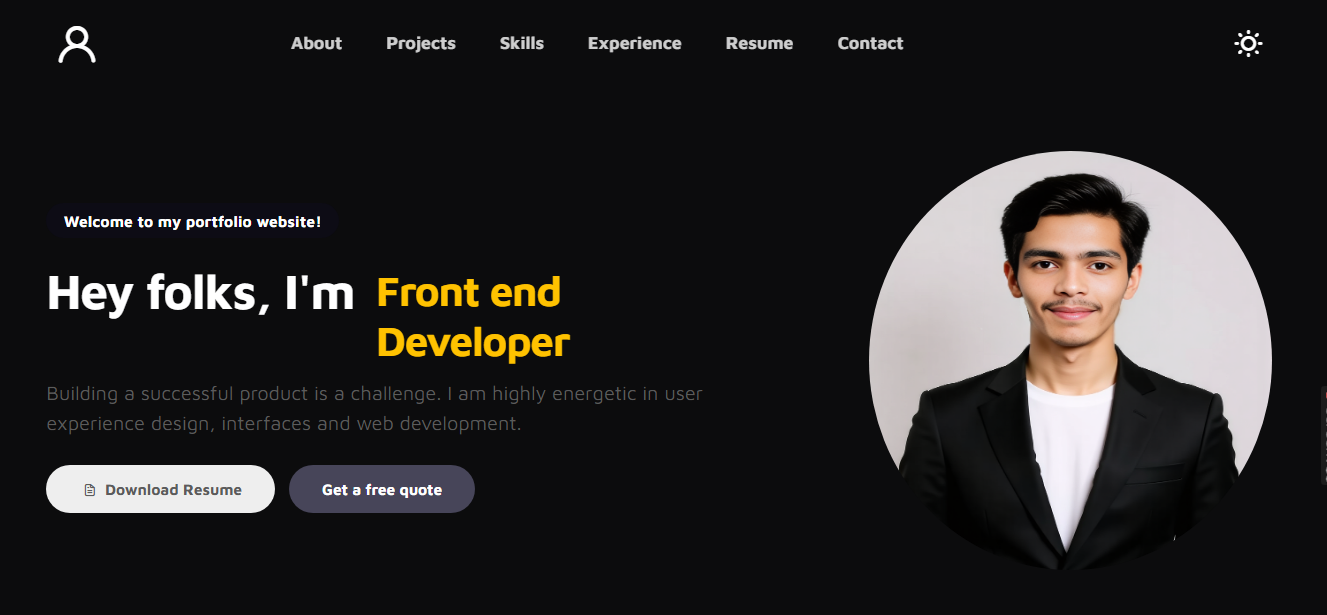 About Projects Skills Experience Resume Contact
Welcome to my portfolio website!
Hey folks, I'm Front end
Developer
Building a successful product is a challenge. I am highly energetic in user
experience design, interfaces and web development.
Download Resume Get a free quote